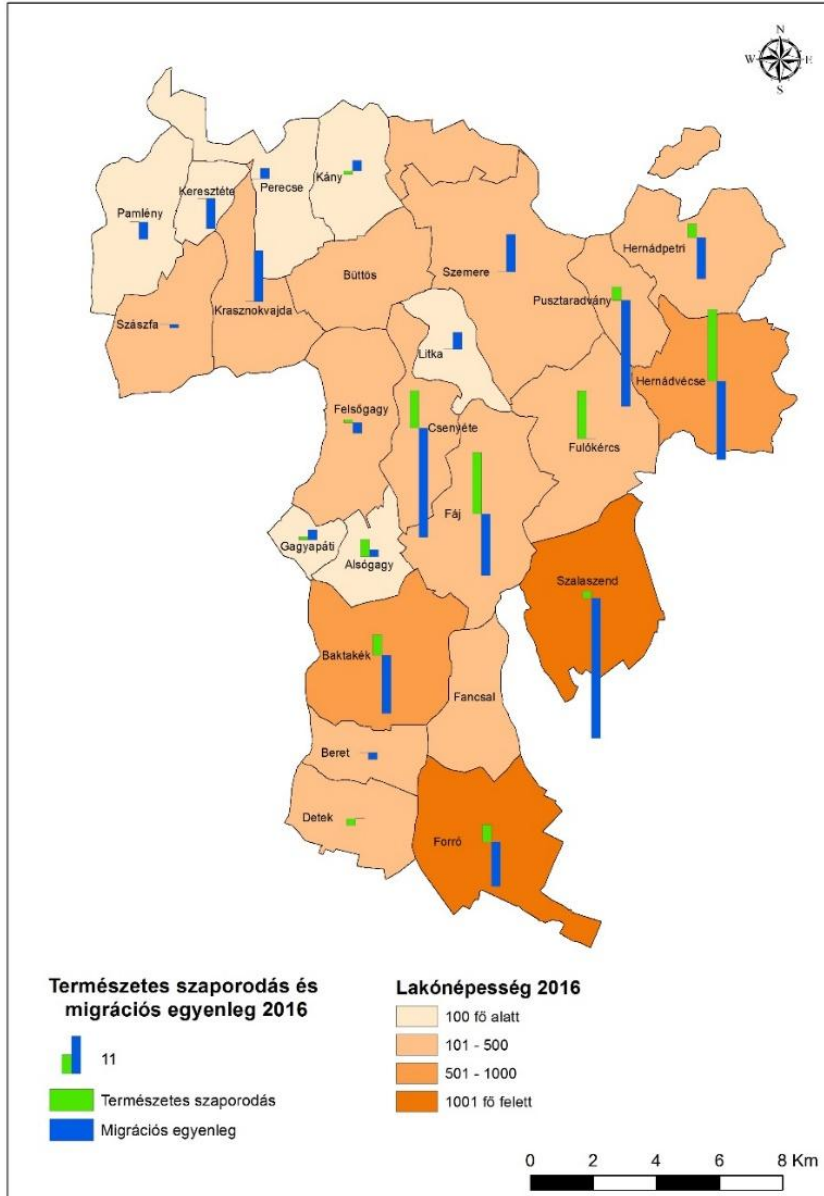 N
W E
S
Pamlény
Keresztéte
Perecse
Kány
Szászfa
Krasznokvajda
Büttös
Szemere
Hernádpetri
Pusztaradvány
Hernádvécse
Litka
Felsőgagy
Csenyéte
Fulókércs
Fáj
Gagyapáti
Alsógagy
Szalaszend
Baktakék
Fancsal
Beret
Detek
Forró
Természetes szaporodás és
migrációs egyenleg 2016
11
Természetes szaporodás
Migrációs egyenleg
Lakónépesség 2016
100 fő alatt
101 - 500
501 - 1000
1001 fő felett
0 2 4 6 8 Km